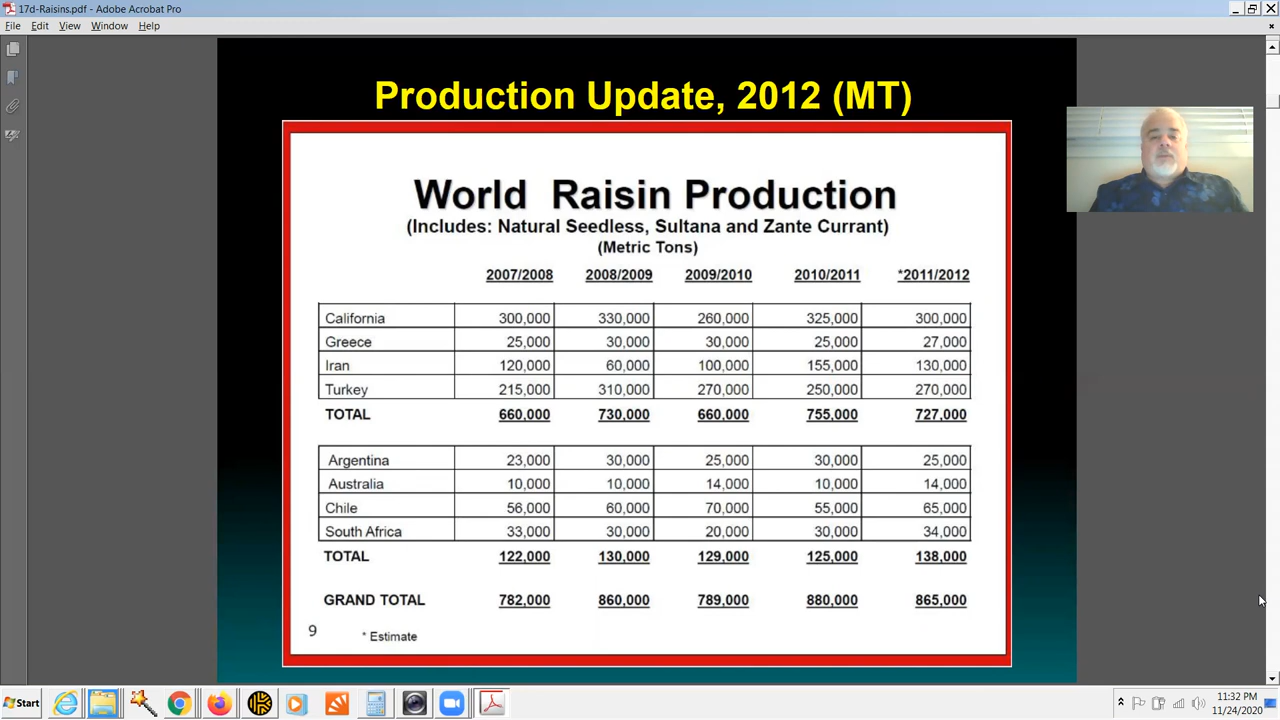 17d-Raisins.pdf - Adobe Acrobat Pro
File Edit View Window Help
Production Update, 2012 (MT)
World Raisin Production
(Includes: Natural Seedless, Sultana and Zante Currant)
(Metric Tons)
2007/2008 2008/2009 2009/2010 2010/2011 *2011/2012
California 300,000 330,000 260,000 325,000 300,000
Greece 25,000 30,000 30,000 25,000 27,000
Iran 120,000 60,000 100,000 155,000 130,000
Turkey 215,000 310,000 270,000 250,000 270,000
TOTAL 660,000 730,000 660,000 755,000 727,000
Argentina 23,000 30,000 25,000 30,000 25,000
Australia 10,000 10,000 14,000 10,000 14,000
Chile 56,000 60,000 70,000 55,000 65,000
South Africa 33,000 30,000 20,000 30,000 34,000
TOTAL 122,000 130,000 129,000 125,000 138,000
GRAND TOTAL 782,000 860,000 789,000 880,000 865,000
9 * Estimate
Start
11:32 PM
11/24/2020